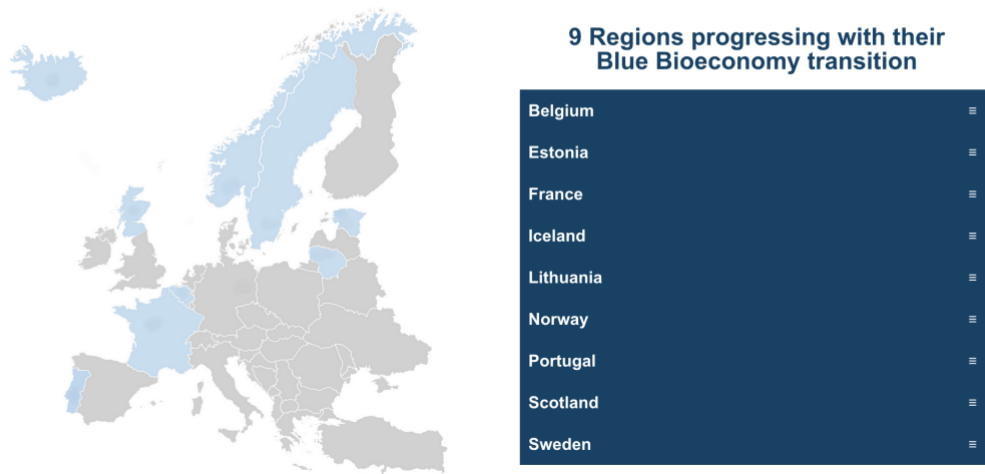 9 Regions progressing with their
Blue Bioeconomy transition
Belgium
Estonia
France
Iceland
Lithuania
Norway
Portugal
Scotland
Sweden